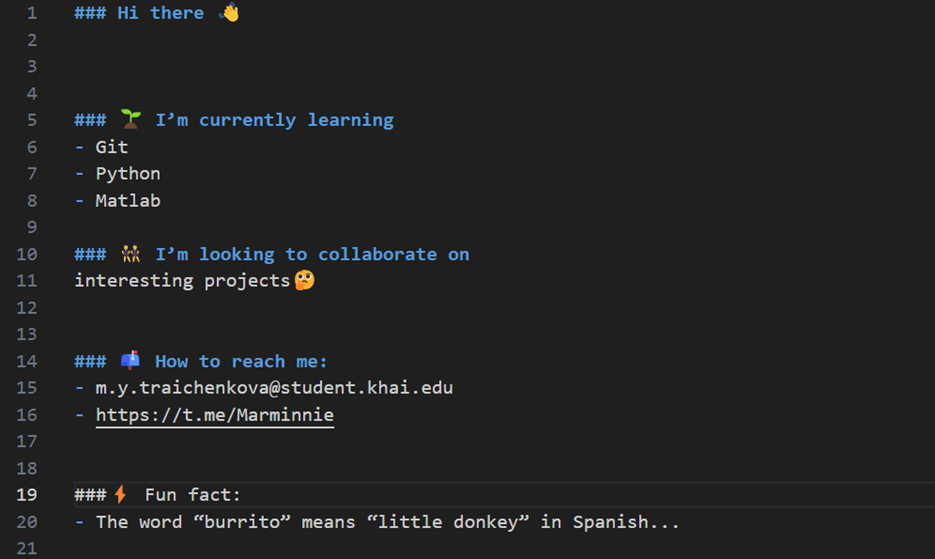 1 ### Hi there 👋
2
3
4
5 ### 🌱 I’m currently learning
6 - Git
7 - Python
8 - Matlab
9
10 ### 👯 I’m looking to collaborate on
11 interesting projects🤔
12
13
14 ### 📫 How to reach me:
15 - m.y.traichenkova@student.khai.edu
16 - https://t.me/Marminnie
17
18
19 ###⚡ Fun fact:
20 - The word “burrito” means “little donkey” in Spanish...
21